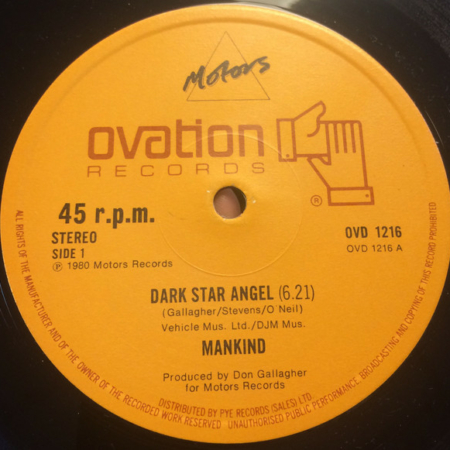 Motors
ovation
RECORDS
®
45 r.p.m.
STEREO
SIDE 1
℗ 1980 Motors Records
OVD 1216
OVD 1216 A
DARK STAR ANGEL (6.21)
(Gallagher/Stevens/O Neil)
Vehicle Mus. Ltd./DJM Mus.
MANKIND
Produced by Don Gallagher
for Motors Records
DISTRIBUTED BY PYE RECORDS (SALES) LTD.
ALL RIGHTS OF THE MANUFACTURER AND OF THE OWNER OF THE RECORDED WORK RESERVED UNAUTHORISED PUBLIC PERFORMANCE, BROADCASTING AND COPYING OF THIS RECORD PROHIBITED